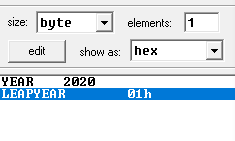 size: byte elements: 1
edit show as: hex
YEAR 2020
LEAPYEAR 01h